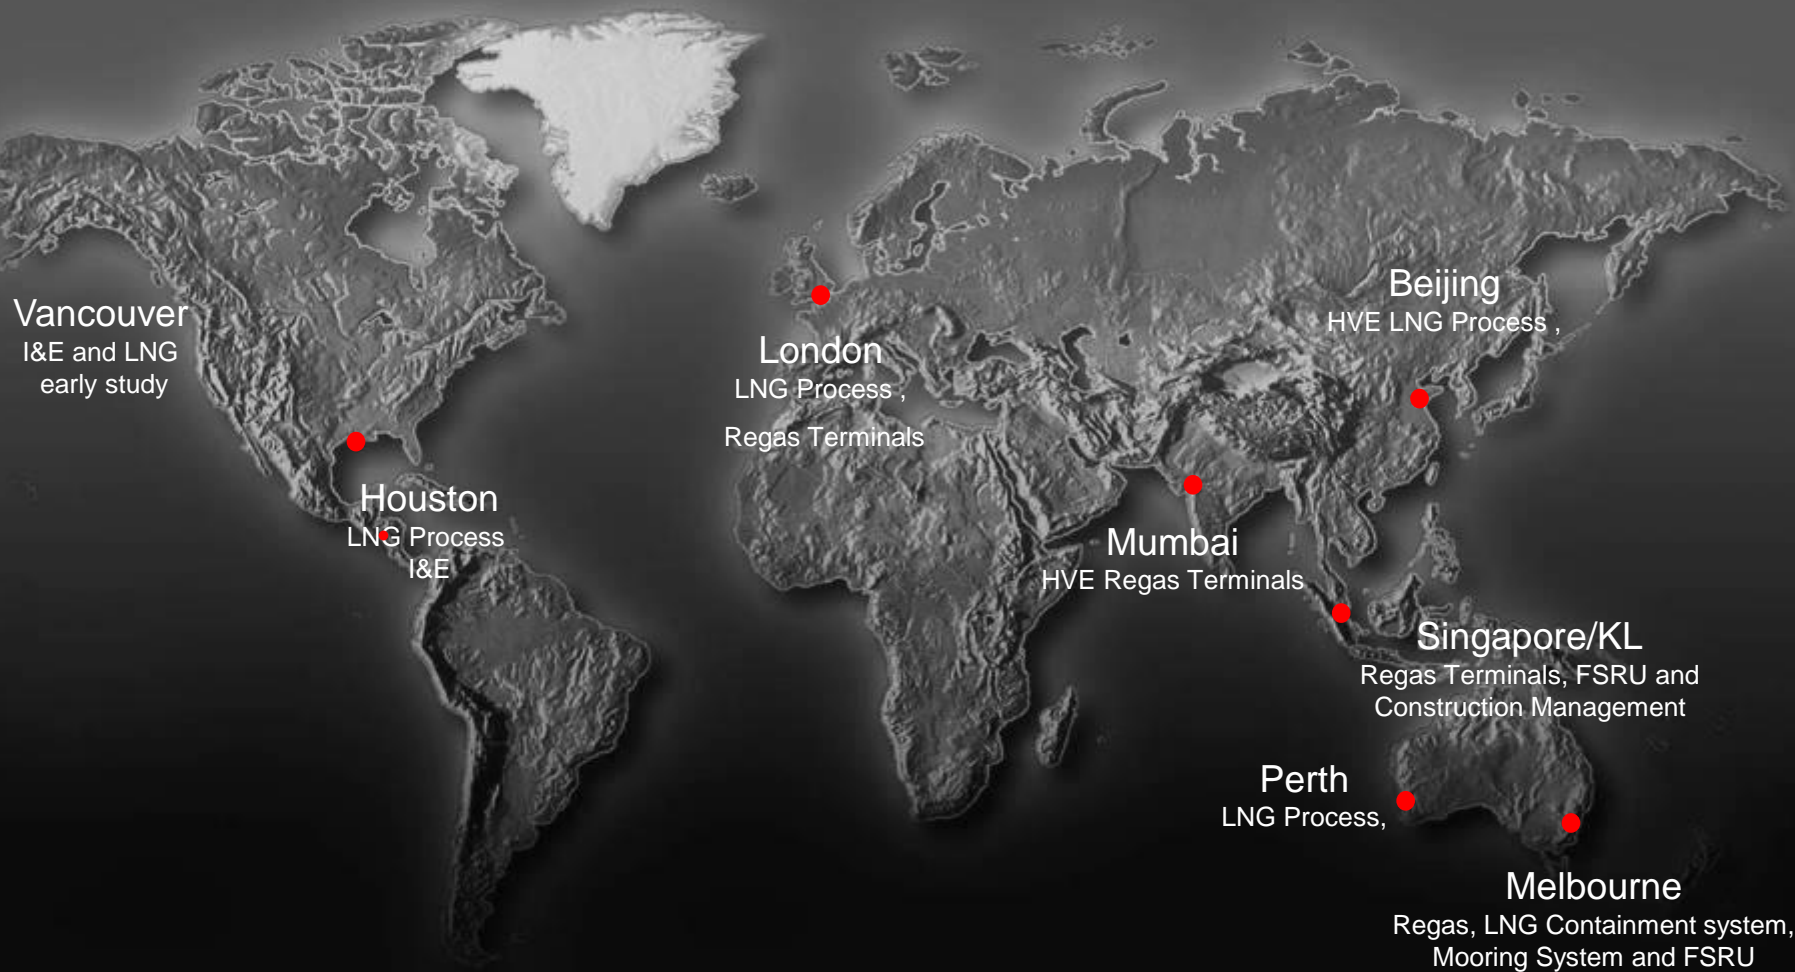 Vancouver
I&E and LNG
early study
Houston
LNG Process
I&E
London
LNG Process ,
Regas Terminals
Beijing
HVE LNG Process ,
Mumbai
HVE Regas Terminals
Singapore/KL
Regas Terminals, FSRU and
Construction Management
Perth
LNG Process,
Melbourne
Regas, LNG Containment system,
Mooring System and FSRU